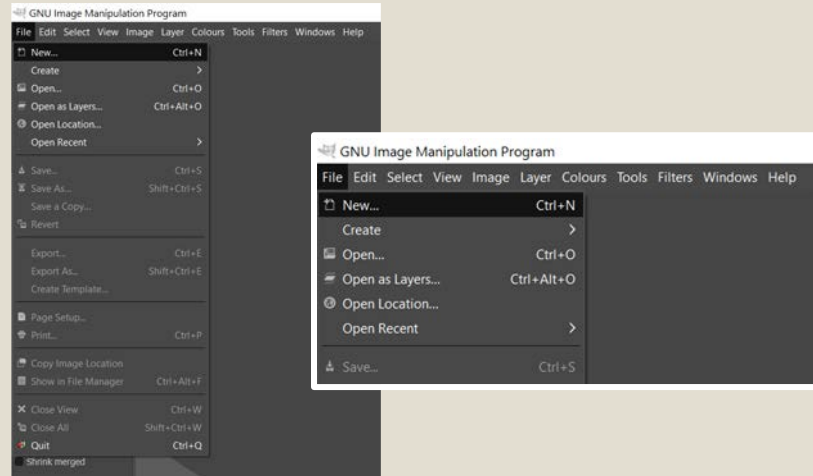 GNU Image Manipulation Program
File Edit Select View Image Layer Colours Tools Filters Windows Help
New... Ctrl+N
Create >
Open... Ctrl+O
Open as Layers... Ctrl+Alt+O
Open Location...
Open Recent >
Save... Ctrl+S
Save As... Shift+Ctrl+S
Save a Copy...
Revert
Export... Ctrl+E
Export As... Shift+Ctrl+E
Create Template...
Page Setup...
Print... Ctrl+P
Copy Image Location
Show in File Manager Ctrl+Alt+F
Close View Ctrl+W
Close All Shift+Ctrl+W
Quit Ctrl+Q
Shrink merged
GNU Image Manipulation Program
File Edit Select View Image Layer Colours Tools Filters Windows Help
New... Ctrl+N
Create >
Open... Ctrl+O
Open as Layers... Ctrl+Alt+O
Open Location...
Open Recent >
Save... Ctrl+S